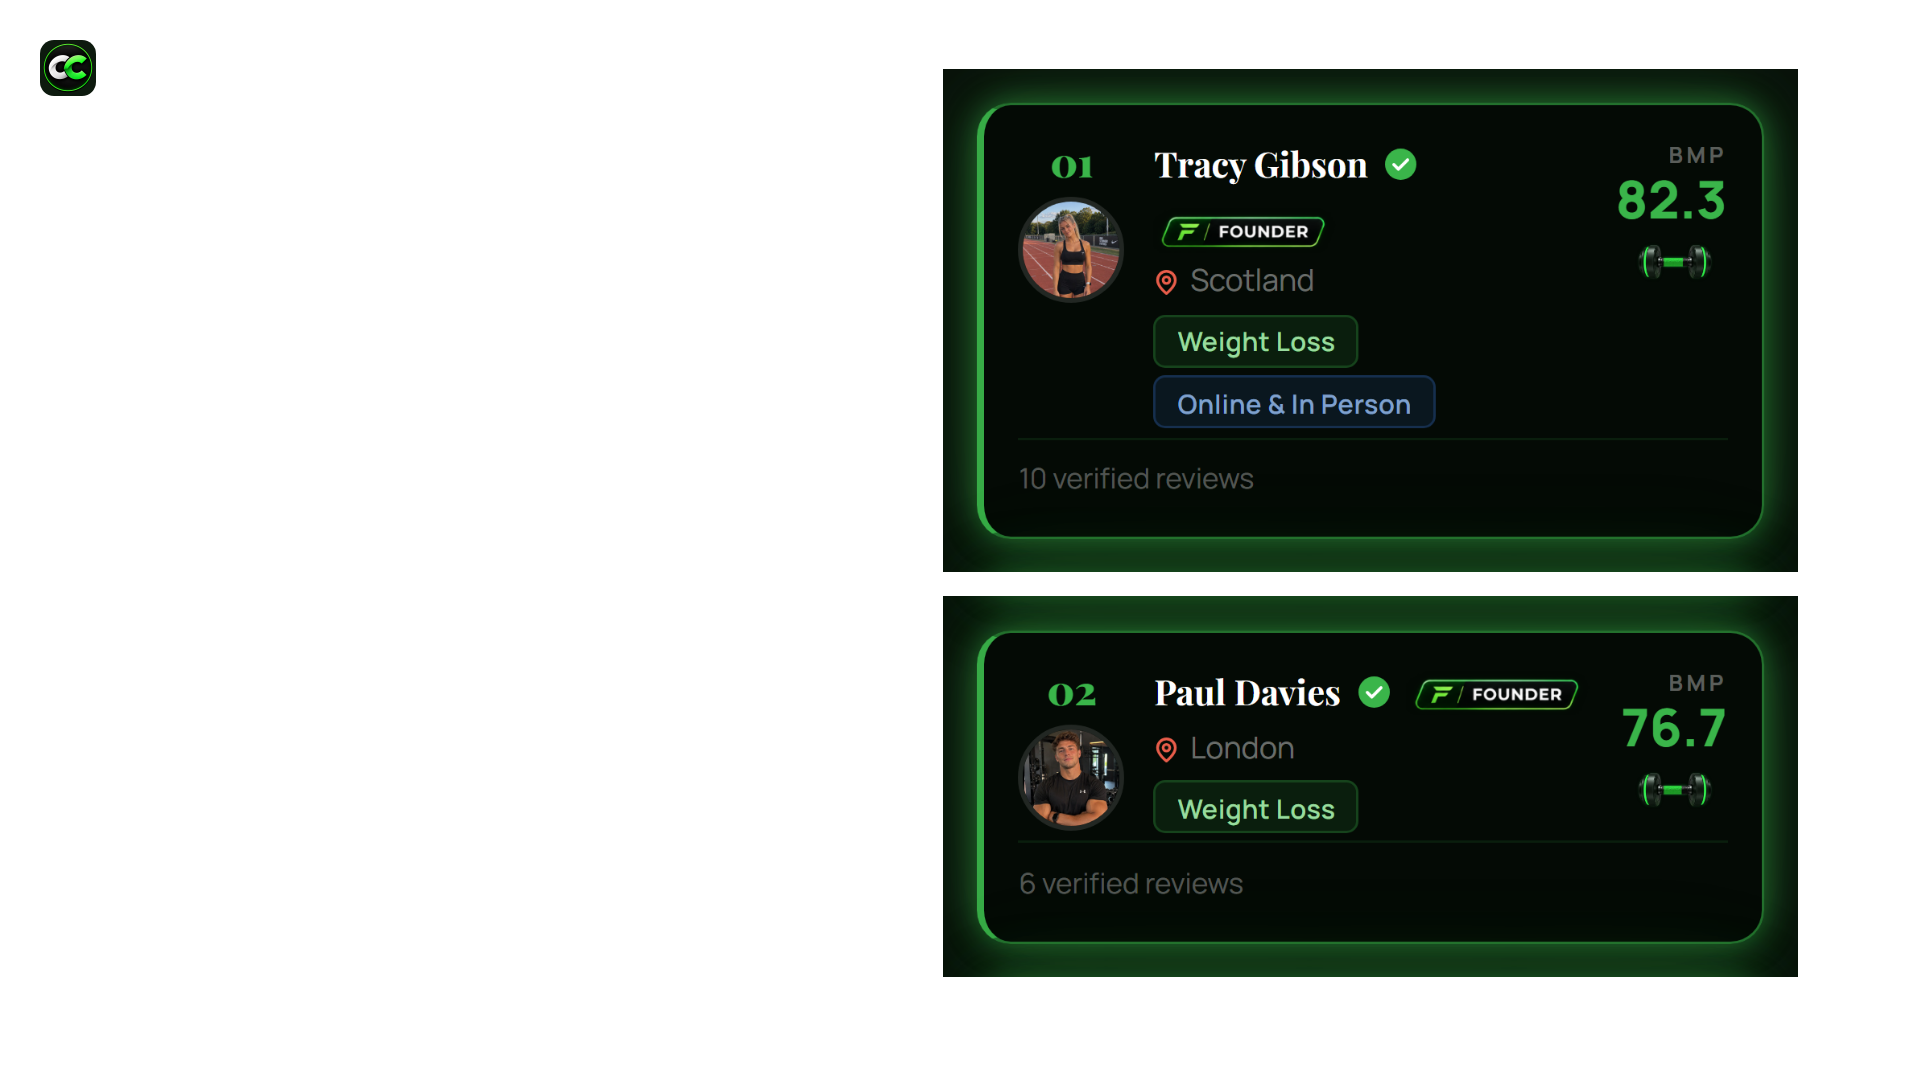 CC
01
Tracy Gibson
BMP
82.3
F / FOUNDER
Scotland
Weight Loss
Online & In Person
10 verified reviews
02
Paul Davies
F / FOUNDER
BMP
76.7
London
Weight Loss
6 verified reviews